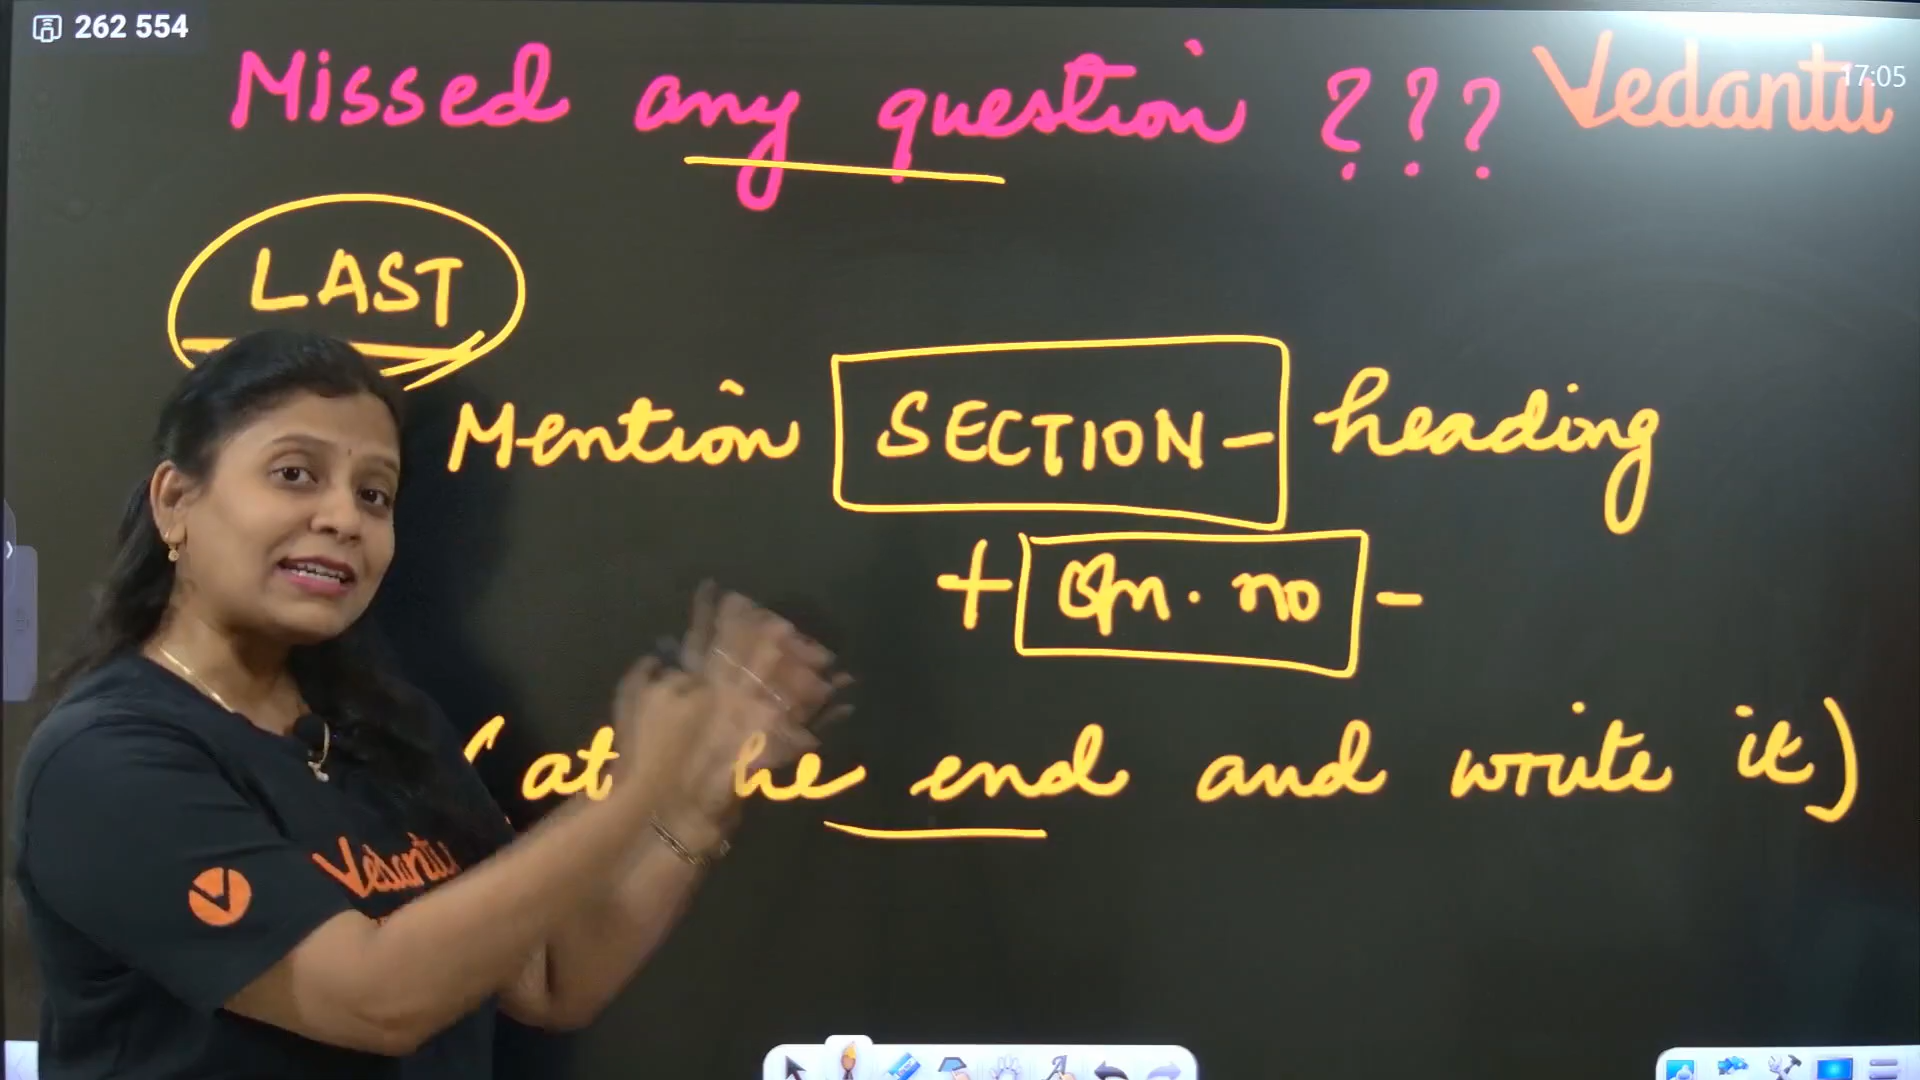 262 554
Missed any question ??? Vedantu
17:05
LAST
Mention SECTION - heading
+ Qn. no -
(at he end and write it)
Vedantu